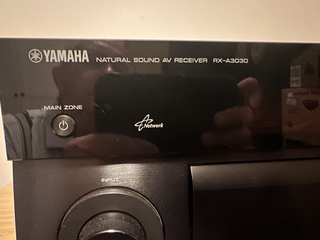 YAMAHA NATURAL SOUND AV RECEIVER RX-A3030
MAIN ZONE
Network
INPUT